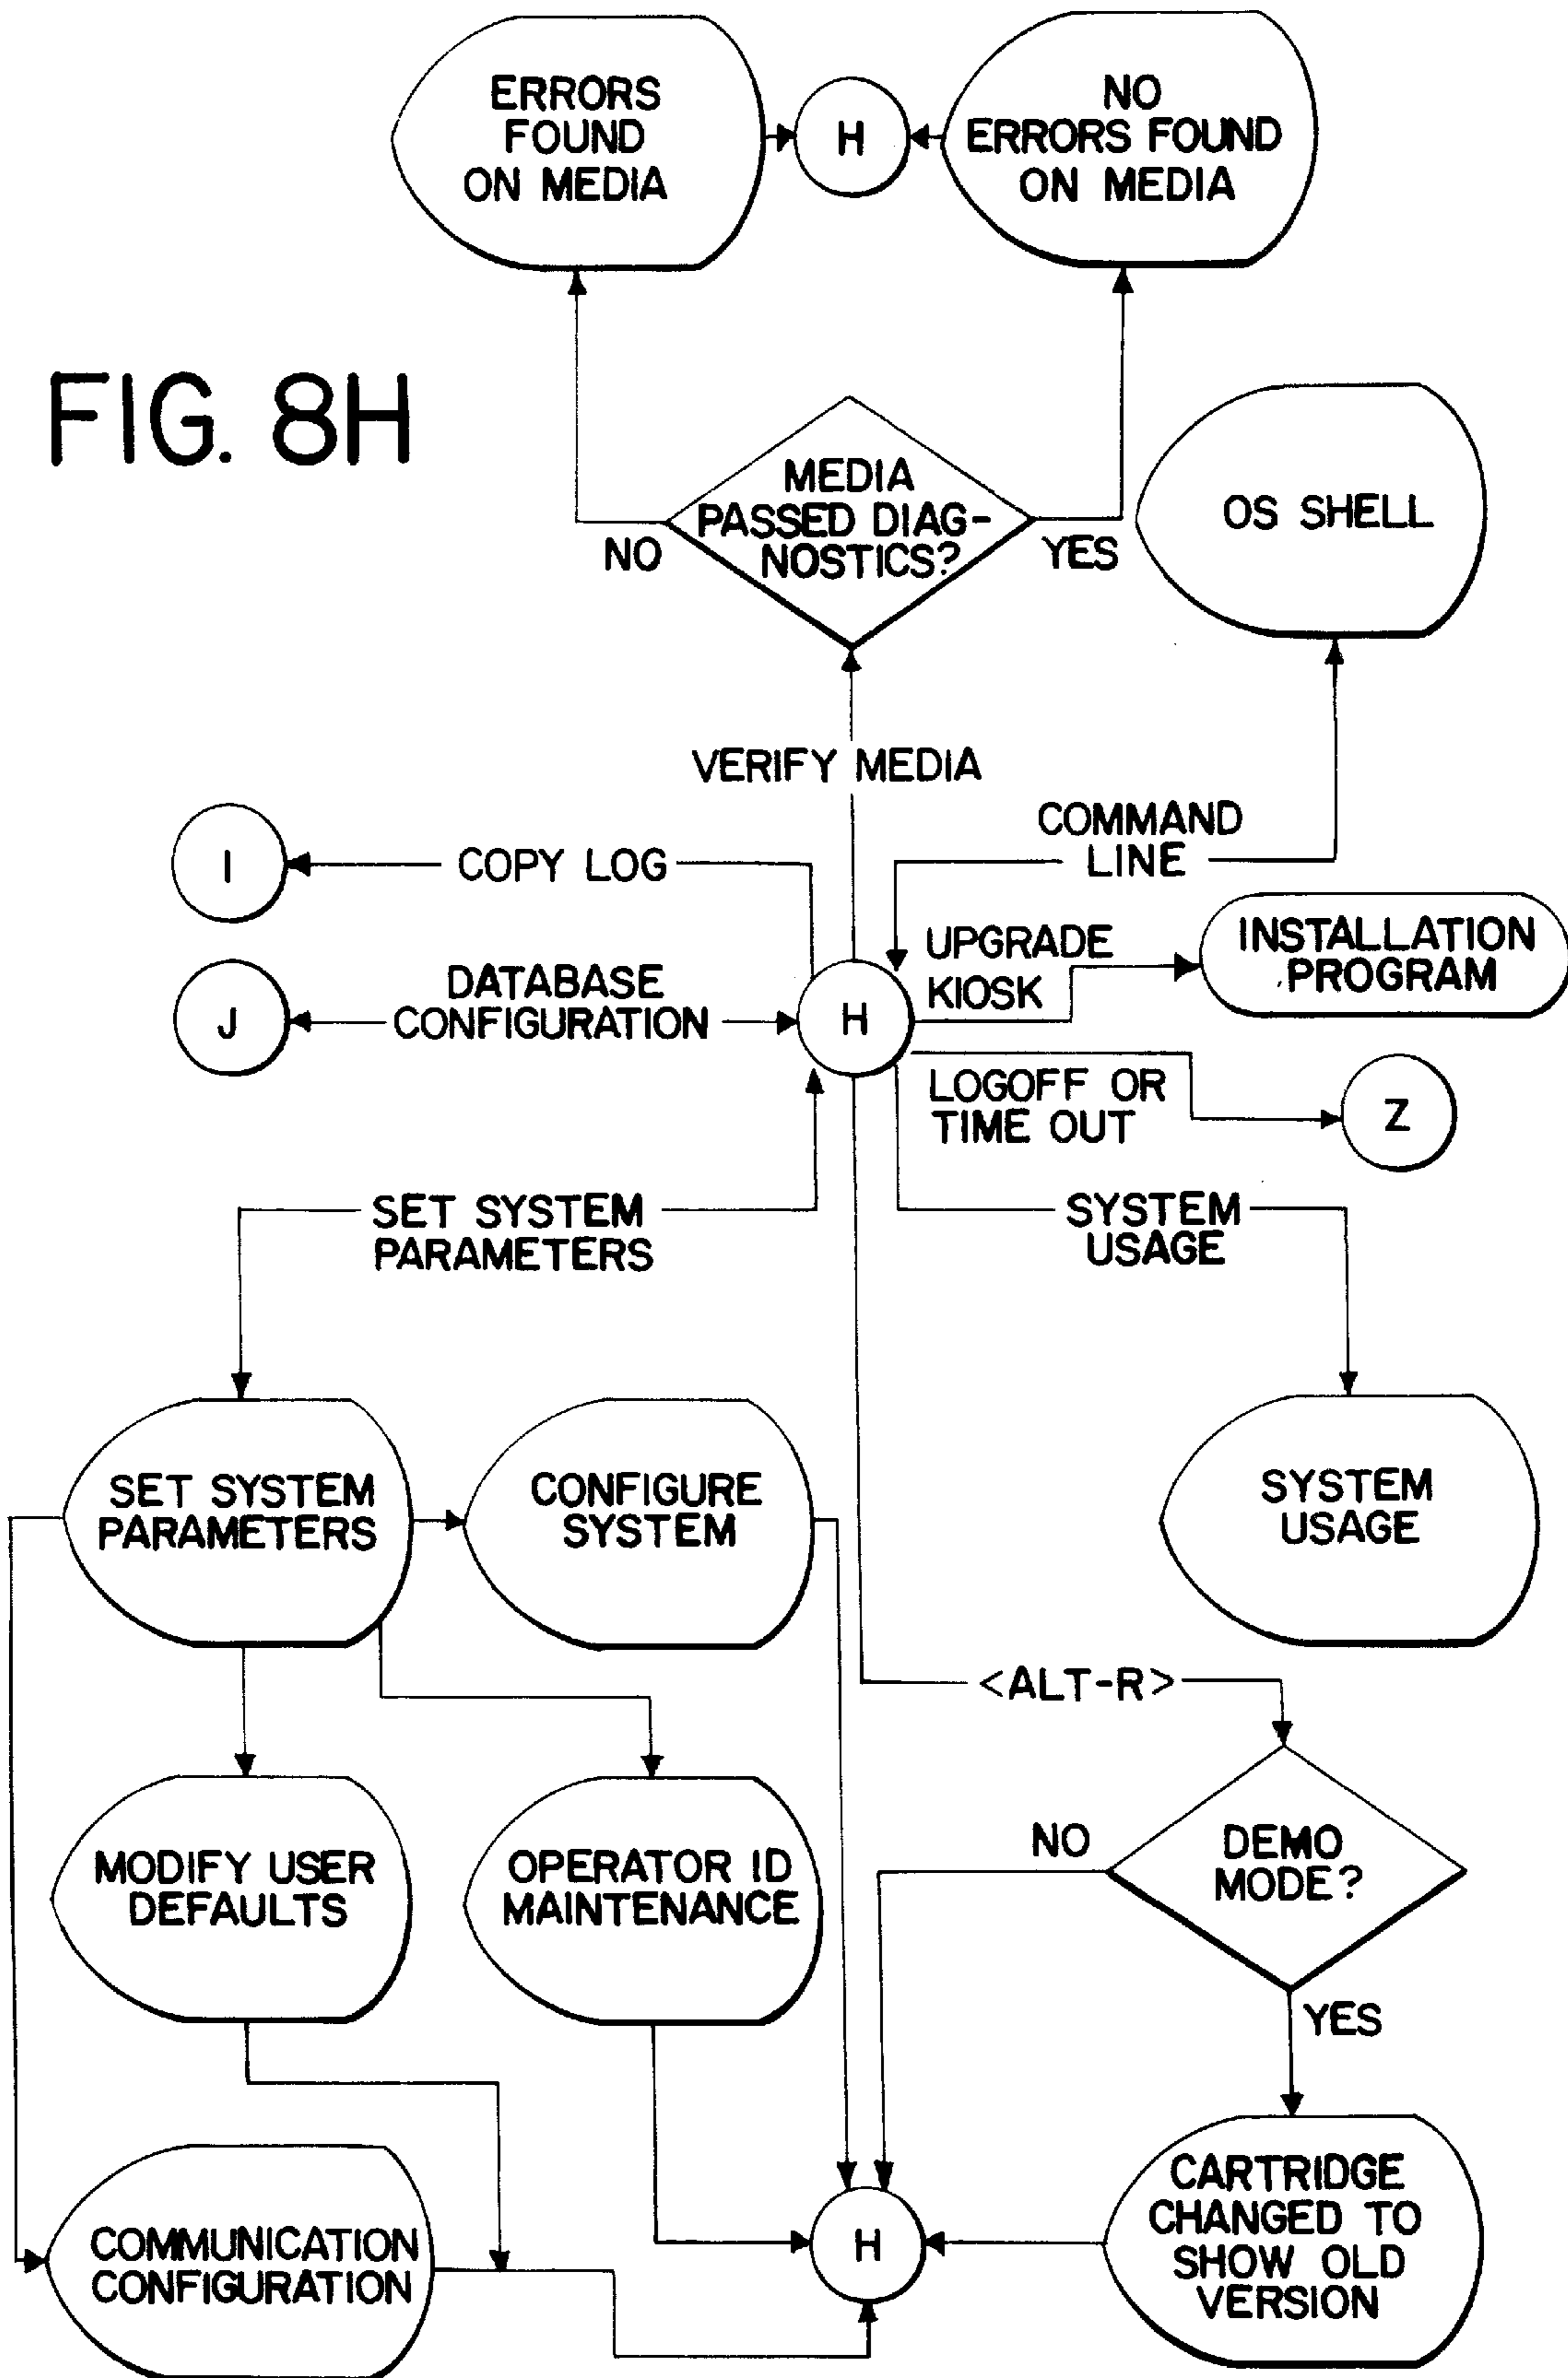 ERRORS
FOUND
ON MEDIA
H
NO
ERRORS FOUND
ON MEDIA
FIG. 8H
MEDIA
PASSED DIAG-
NOSTICS?
NO
YES
OS SHELL
VERIFY MEDIA
COMMAND
LINE
I
COPY LOG
UPGRADE
KIOSK
INSTALLATION
PROGRAM
J
DATABASE
CONFIGURATION
H
LOGOFF OR
TIME OUT
Z
SET SYSTEM
PARAMETERS
SYSTEM
USAGE
SET SYSTEM
PARAMETERS
CONFIGURE
SYSTEM
SYSTEM
USAGE
<ALT-R>
MODIFY USER
DEFAULTS
OPERATOR ID
MAINTENANCE
NO
DEMO
MODE?
YES
COMMUNICATION
CONFIGURATION
H
CARTRIDGE
CHANGED TO
SHOW OLD
VERSION